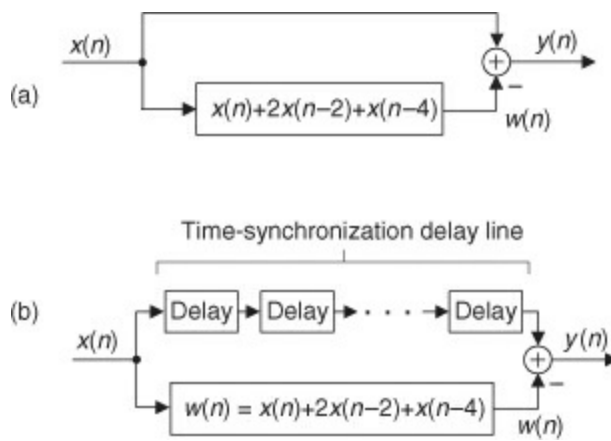 x(n)
y(n)
(a)
x(n)+2x(n–2)+x(n–4)
+
–
w(n)
Time-synchronization delay line
(b)
Delay Delay · · · · Delay
x(n)
y(n)
+
–
w(n) = x(n)+2x(n–2)+x(n–4)
w(n)